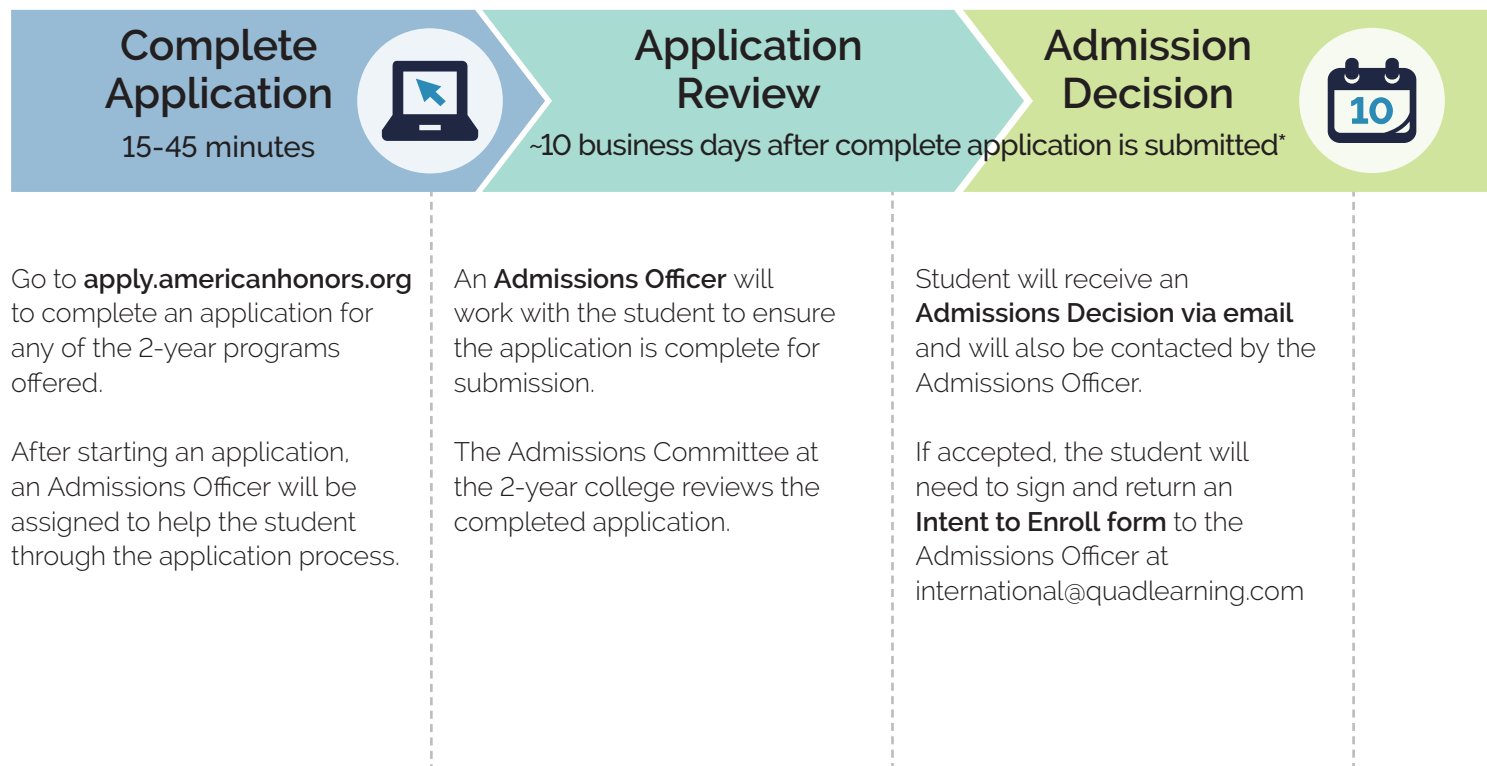 Complete
Application
15-45 minutes
Application
Review
Admission
Decision
~10 business days after complete application is submitted*
10
Go to apply.americanhonors.org
to complete an application for
any of the 2-year programs
offered.
After starting an application,
an Admissions Officer will be
assigned to help the student
through the application process.
An Admissions Officer will
work with the student to ensure
the application is complete for
submission.
The Admissions Committee at
the 2-year college reviews the
completed application.
Student will receive an
Admissions Decision via email
and will also be contacted by the
Admissions Officer.
If accepted, the student will
need to sign and return an
Intent to Enroll form to the
Admissions Officer at
international@quadlearning.com